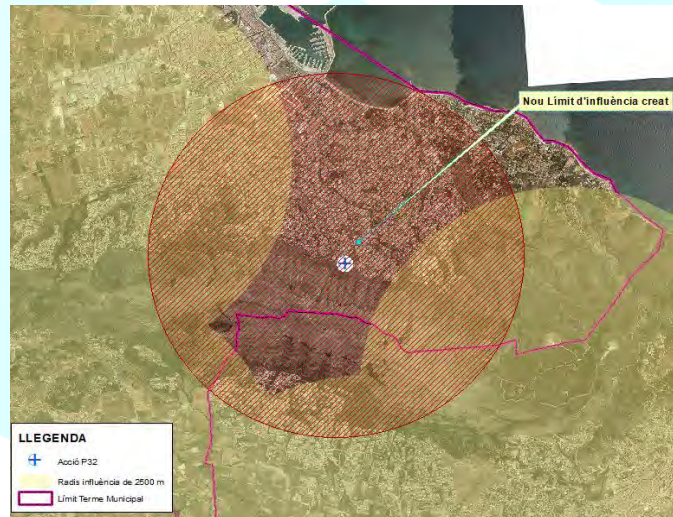 Nou Límit d'influència creat
LLEGENDA
Acció P32
Radis influència de 2500 m
Límit Terme Municipal